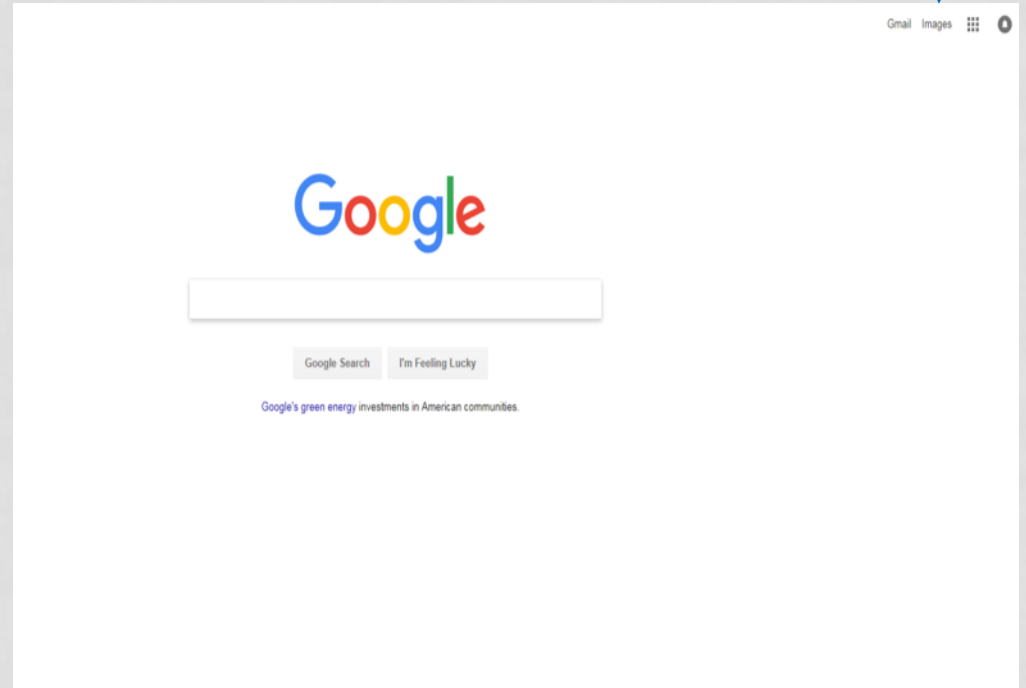 Gmail Images
Google
Google Search I'm Feeling Lucky
Google's green energy investments in American communities.